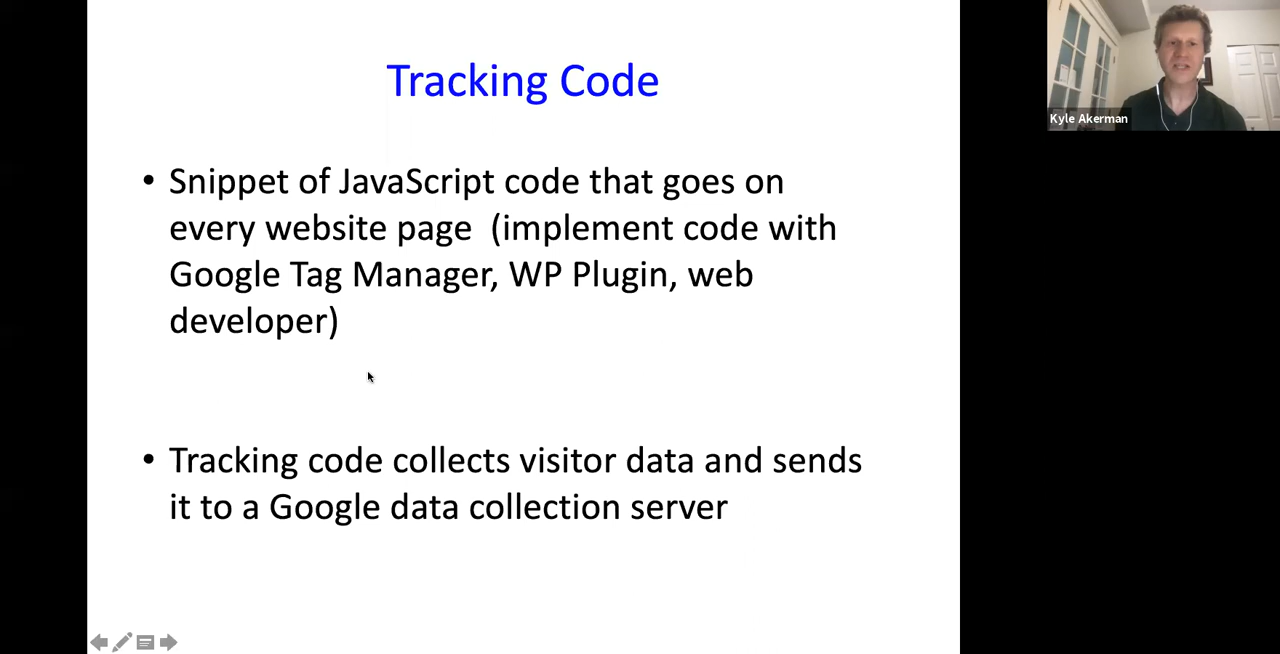 Tracking Code
• Snippet of JavaScript code that goes on
every website page  (implement code with
Google Tag Manager, WP Plugin, web
developer)
• Tracking code collects visitor data and sends
it to a Google data collection server
Kyle Akerman